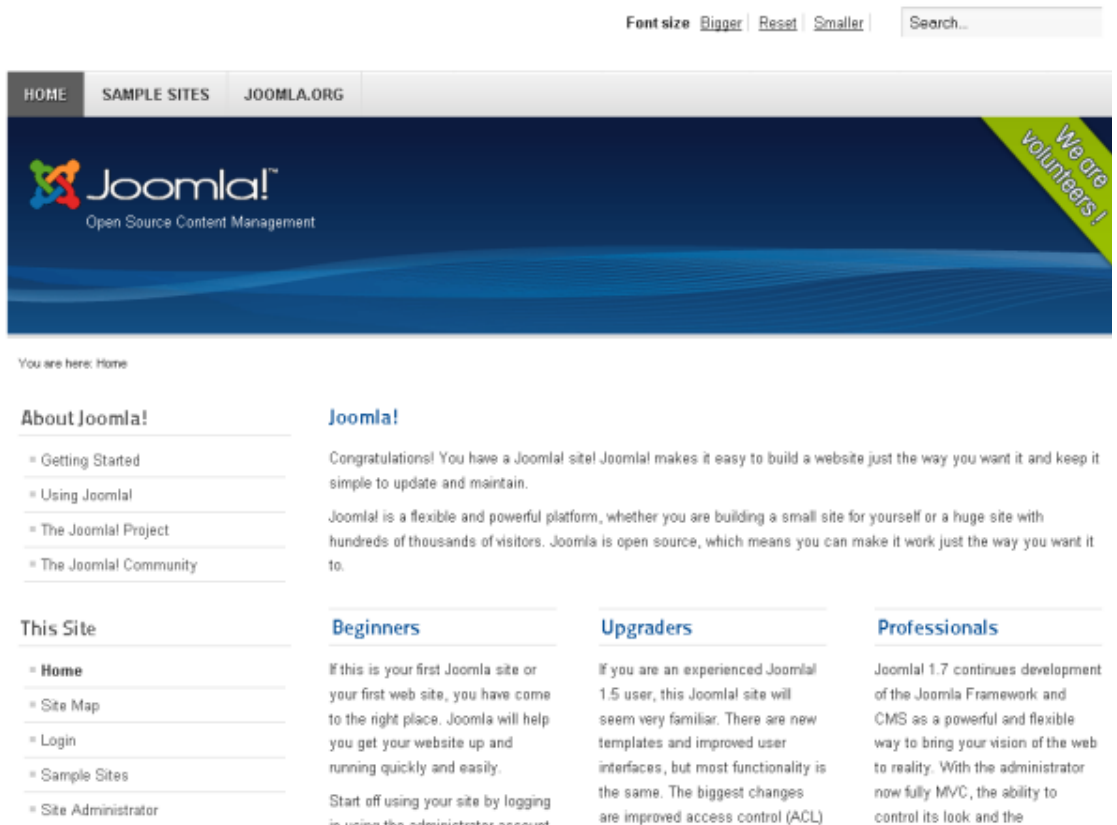 Font size Bigger Reset Smaller Search...
HOME SAMPLE SITES JOOMLA.ORG
We are
volunteers!
Joomla!™
Open Source Content Management
You are here: Home
About Joomla!
Getting Started
Using Joomla!
The Joomla! Project
The Joomla! Community
This Site
Home
Site Map
Login
Sample Sites
Site Administrator
Joomla!
Congratulations! You have a Joomla! site! Joomla! makes it easy to build a website just the way you want it and keep it
simple to update and maintain.
Joomla! is a flexible and powerful platform, whether you are building a small site for yourself or a huge site with
hundreds of thousands of visitors. Joomla is open source, which means you can make it work just the way you want it
to.
Beginners
If this is your first Joomla site or
your first web site, you have come
to the right place. Joomla will help
you get your website up and
running quickly and easily.
Start off using your site by logging
in using the administrator account
Upgraders
If you are an experienced Joomla!
1.5 user, this Joomla! site will
seem very familiar. There are new
templates and improved user
interfaces, but most functionality is
the same. The biggest changes
are improved access control (ACL)
Professionals
Joomla! 1.7 continues development
of the Joomla Framework and
CMS as a powerful and flexible
way to bring your vision of the web
to reality. With the administrator
now fully MVC, the ability to
control its look and the